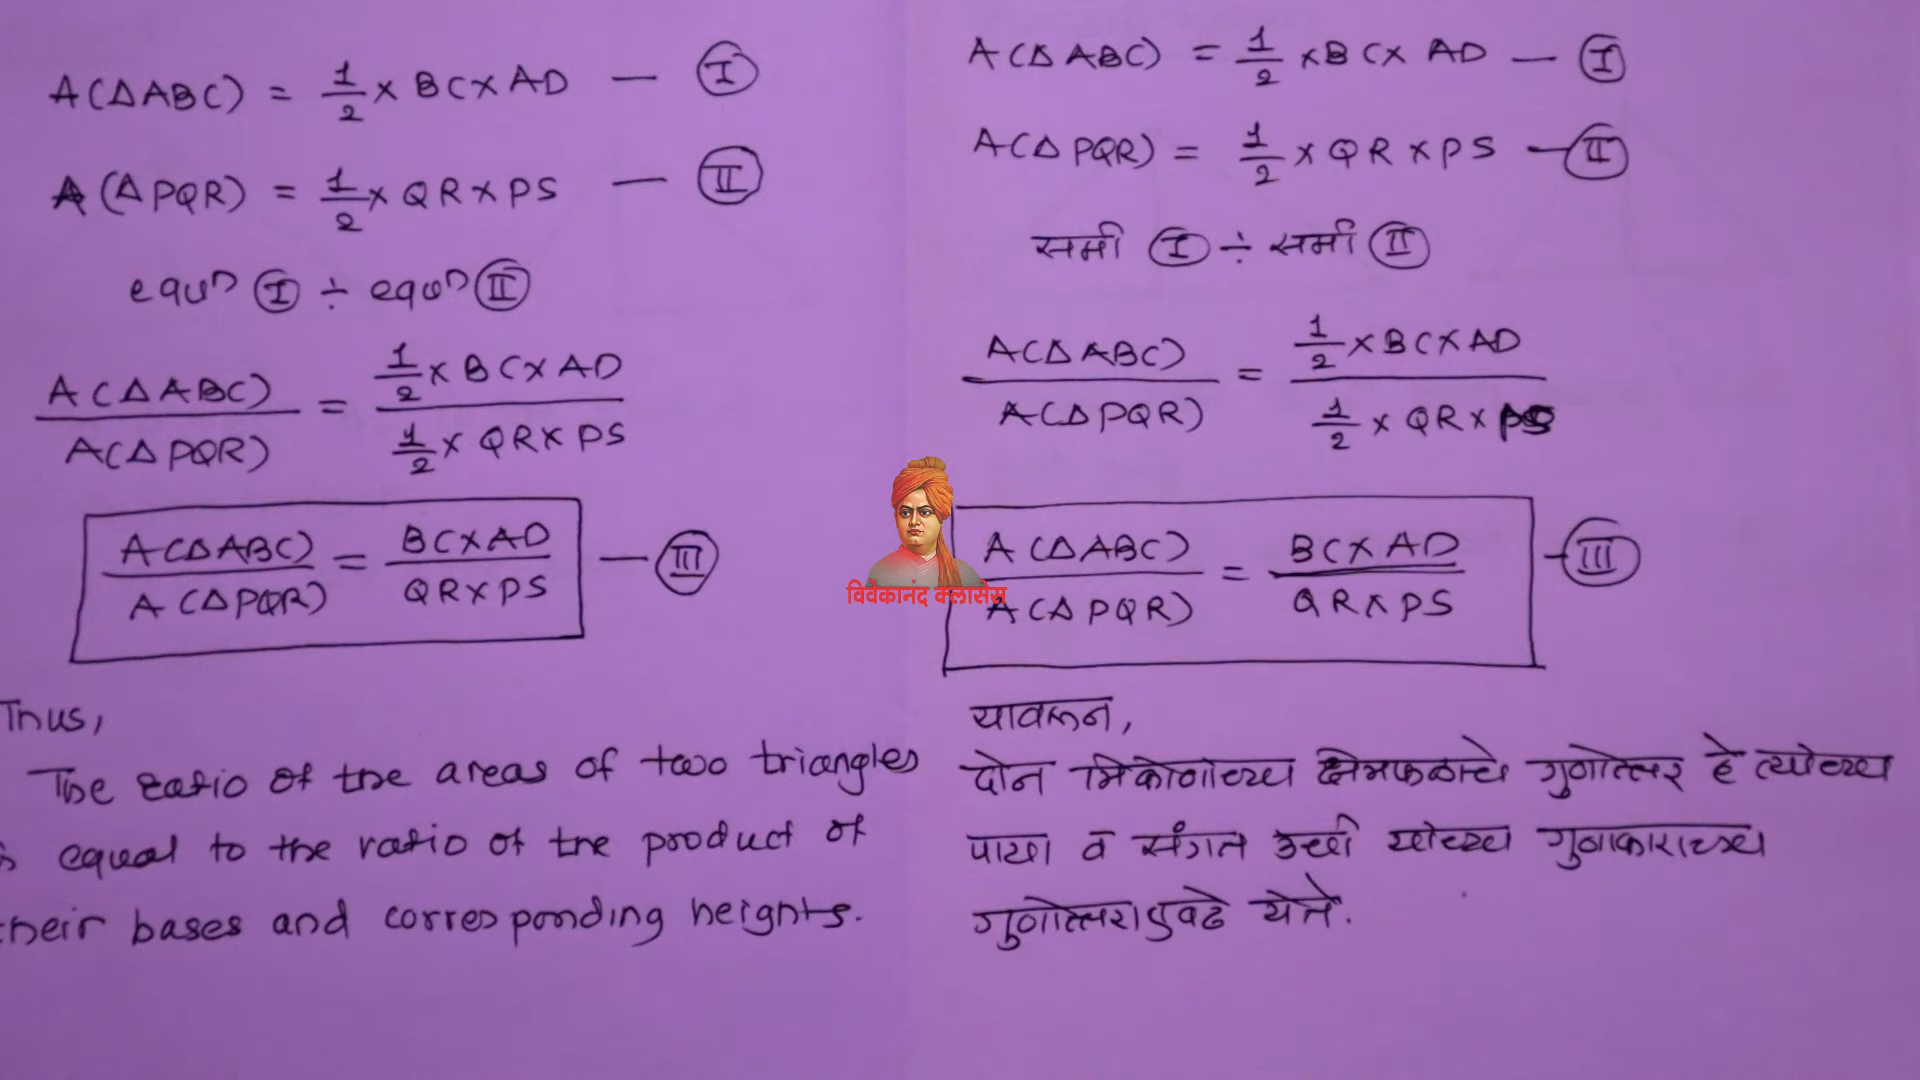 A(△ABC) = 1/2 × BC × AD — I
A(△PQR) = 1/2 × QR × PS — II
equⁿ I ÷ equⁿ II
A(△ABC) / A(△PQR) = 1/2 × BC × AD / 1/2 × QR × PS
A(△ABC) / A(△PQR) = BC × AD / QR × PS — III
Thus,
The ratio of the areas of two triangles
is equal to the ratio of the product of
their bases and corresponding heights.
A(△ABC) = 1/2 × BC × AD — I
A(△PQR) = 1/2 × QR × PS — II
समी I ÷ समी II
A(△ABC) / A(△PQR) = 1/2 × BC × AD / 1/2 × QR × PS
A(△ABC) / A(△PQR) = BC × AD / QR × PS — III
यावरून,
दोन त्रिकोणांच्या क्षेत्रफळाचे गुणोत्तर हे त्यांच्या
पाया व संगत उंची यांच्या गुणाकाराच्या
गुणोत्तराएवढे येते.
विवेकानंद क्लासेस